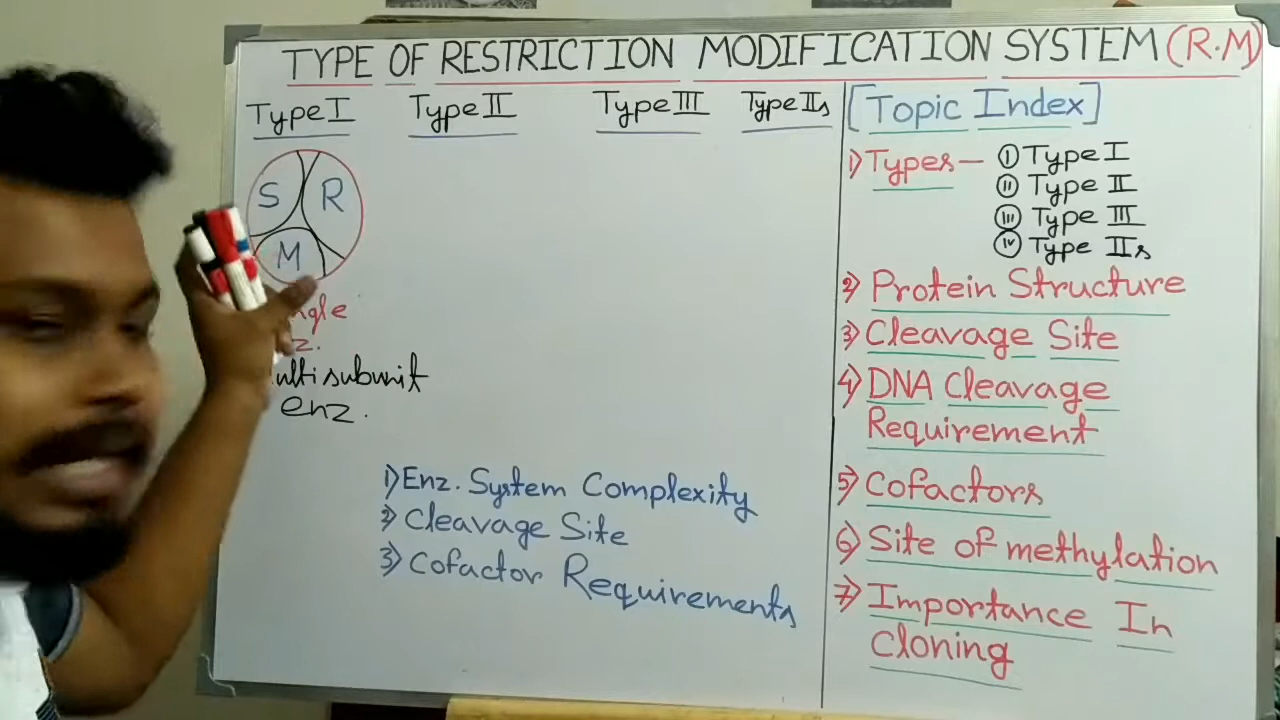 TYPE OF RESTRICTION MODIFICATION SYSTEM (R.M)
Type I Type II Type III Type IIs
S R
M
enz.
1) Enz. System Complexity
2) Cleavage Site
3) Cofactor Requirements
[Topic Index]
1) Types - (i) Type I
(ii) Type II
(iii) Type III
(iv) Type IIs
2) Protein Structure
3) Cleavage Site
4) DNA Cleavage
Requirement
5) Cofactors
6) Site of methylation
7) Importance In
Cloning